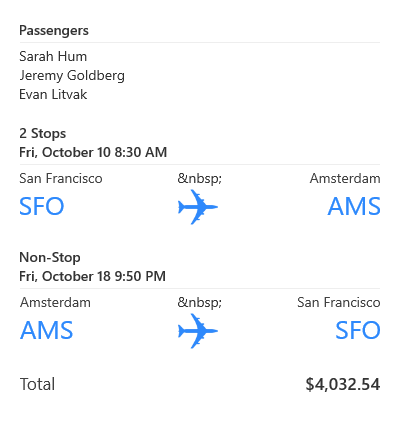 Passengers
Sarah Hum
Jeremy Goldberg
Evan Litvak
2 Stops
Fri, October 10 8:30 AM
San Francisco &nbsp; Amsterdam
SFO AMS
Non-Stop
Fri, October 18 9:50 PM
Amsterdam &nbsp; San Francisco
AMS SFO
Total $4,032.54